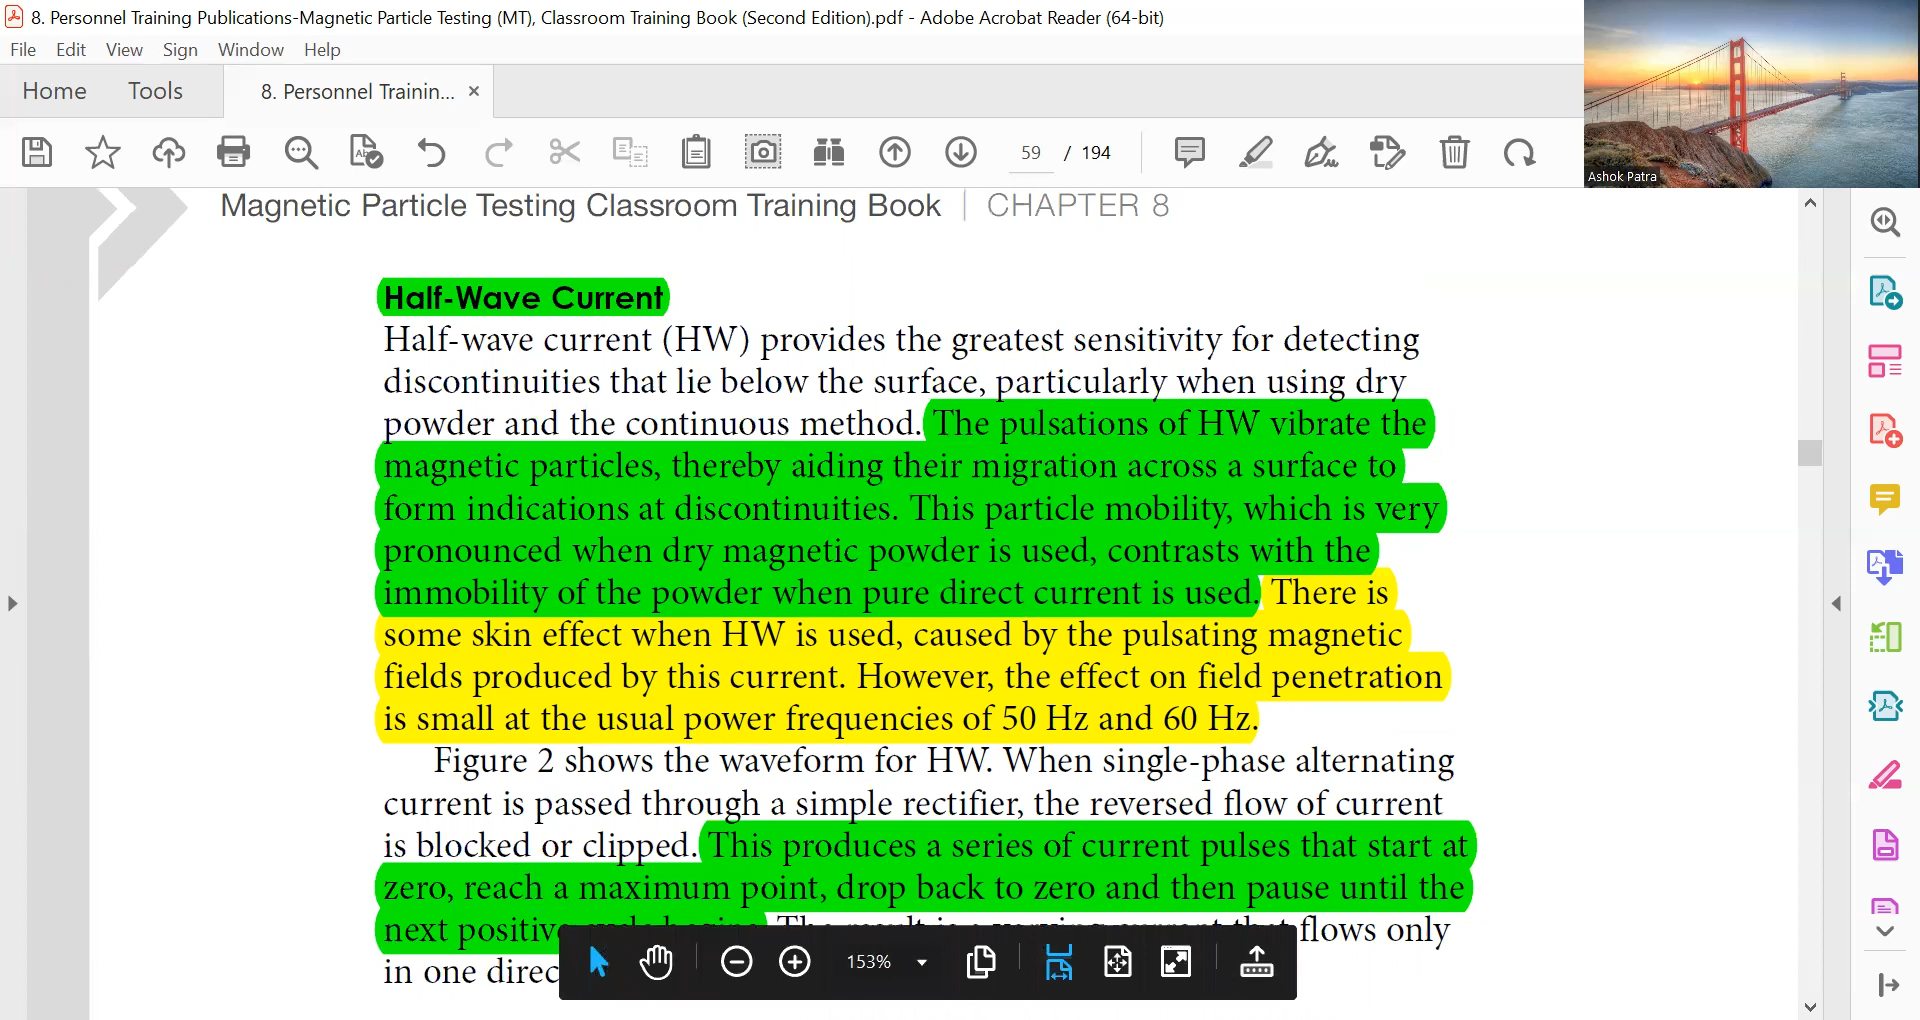 8. Personnel Training Publications-Magnetic Particle Testing (MT), Classroom Training Book (Second Edition).pdf - Adobe Acrobat Reader (64-bit)
File Edit View Sign Window Help
Home Tools 8. Personnel Trainin... ×
59 / 194
Ashok Patra
Magnetic Particle Testing Classroom Training Book | CHAPTER 8
Half-Wave Current
Half-wave current (HW) provides the greatest sensitivity for detecting
discontinuities that lie below the surface, particularly when using dry
powder and the continuous method. The pulsations of HW vibrate the
magnetic particles, thereby aiding their migration across a surface to
form indications at discontinuities. This particle mobility, which is very
pronounced when dry magnetic powder is used, contrasts with the
immobility of the powder when pure direct current is used. There is
some skin effect when HW is used, caused by the pulsating magnetic
fields produced by this current. However, the effect on field penetration
is small at the usual power frequencies of 50 Hz and 60 Hz.
Figure 2 shows the waveform for HW. When single-phase alternating
current is passed through a simple rectifier, the reversed flow of current
is blocked or clipped. This produces a series of current pulses that start at
zero, reach a maximum point, drop back to zero and then pause until the
next flows only
in one
153%